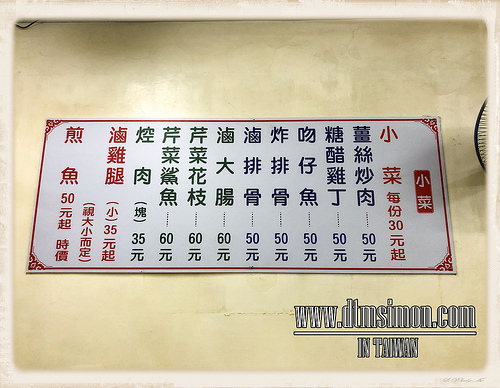 小菜
小菜 每份30元起
薑絲炒肉……50元
糖醋雞丁……50元
吻仔魚……50元
炸排骨……50元
滷排骨……50元
滷大腸……60元
芹菜花枝……60元
芹菜鯊魚……60元
焢肉(塊)35元
滷雞腿(小)35元起
(視大小而定)
煎魚50元起 時價
www.dtmsimon.com
IN TAIWAN